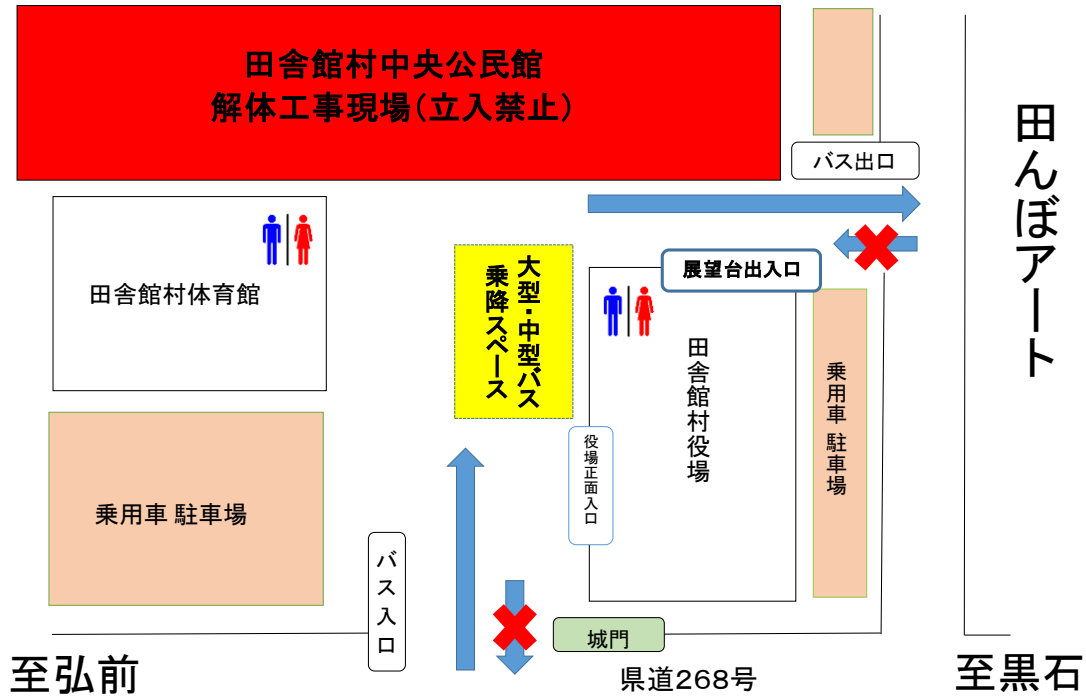 田舎館村中央公民館
解体工事現場(立入禁止)
バス出口
田んぼアート
展望台出入口
田舎館村体育館
大型・中型バス
乗降スペース
田舎館村役場
乗用車 駐車場
役場正面入口
乗用車 駐車場
バス入口
城門
至弘前
県道268号
至黒石